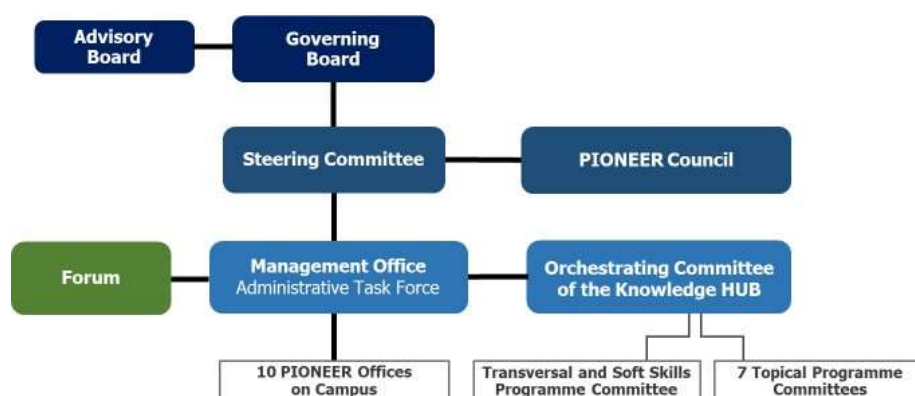 Advisory
Board
Governing
Board
Steering Committee
PIONEER Council
Forum
Management Office
Administrative Task Force
Orchestrating Committee
of the Knowledge HUB
10 PIONEER Offices
on Campus
Transversal and Soft Skills
Programme Committee
7 Topical Programme
Committees